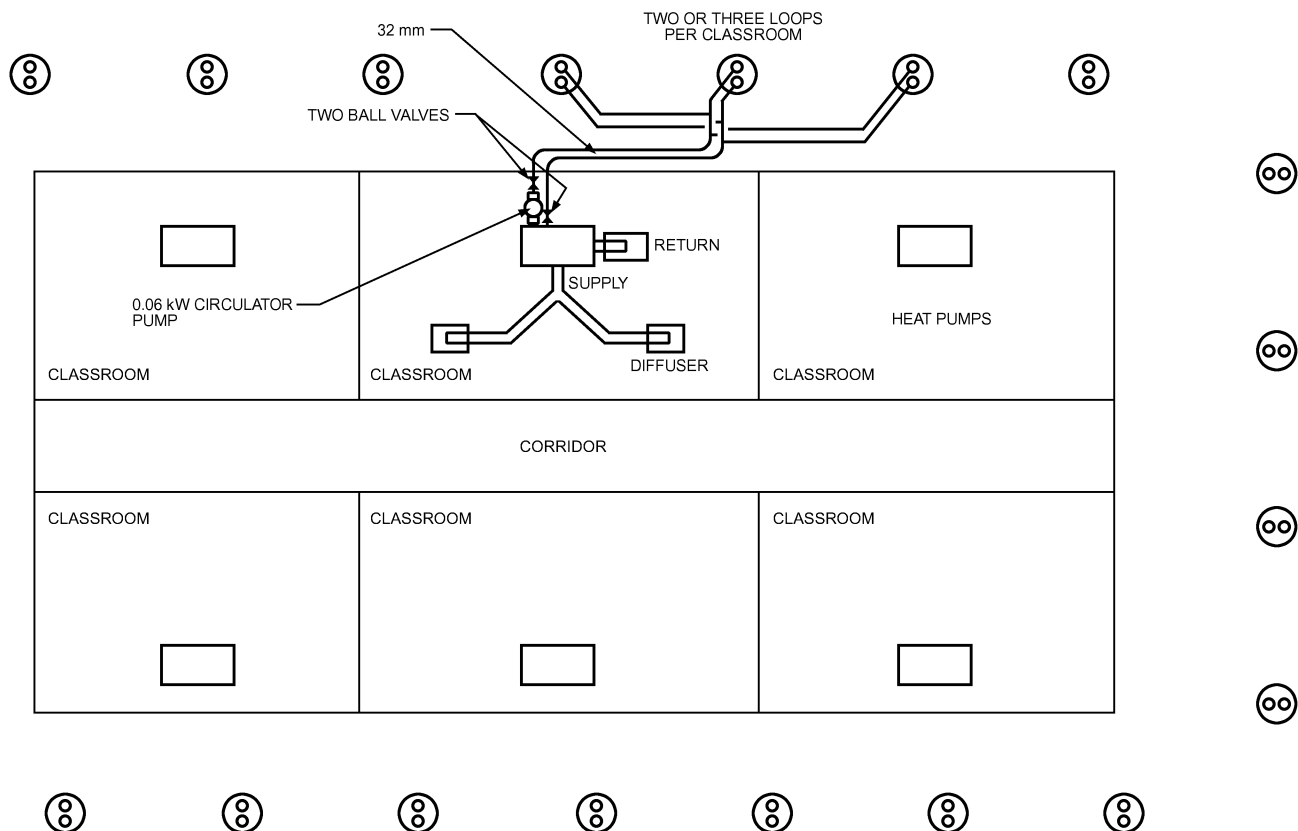 TWO OR THREE LOOPS
PER CLASSROOM
32 mm
TWO BALL VALVES
RETURN
SUPPLY
0.06 kW CIRCULATOR
PUMP
HEAT PUMPS
DIFFUSER
CLASSROOM
CLASSROOM
CLASSROOM
CORRIDOR
CLASSROOM
CLASSROOM
CLASSROOM